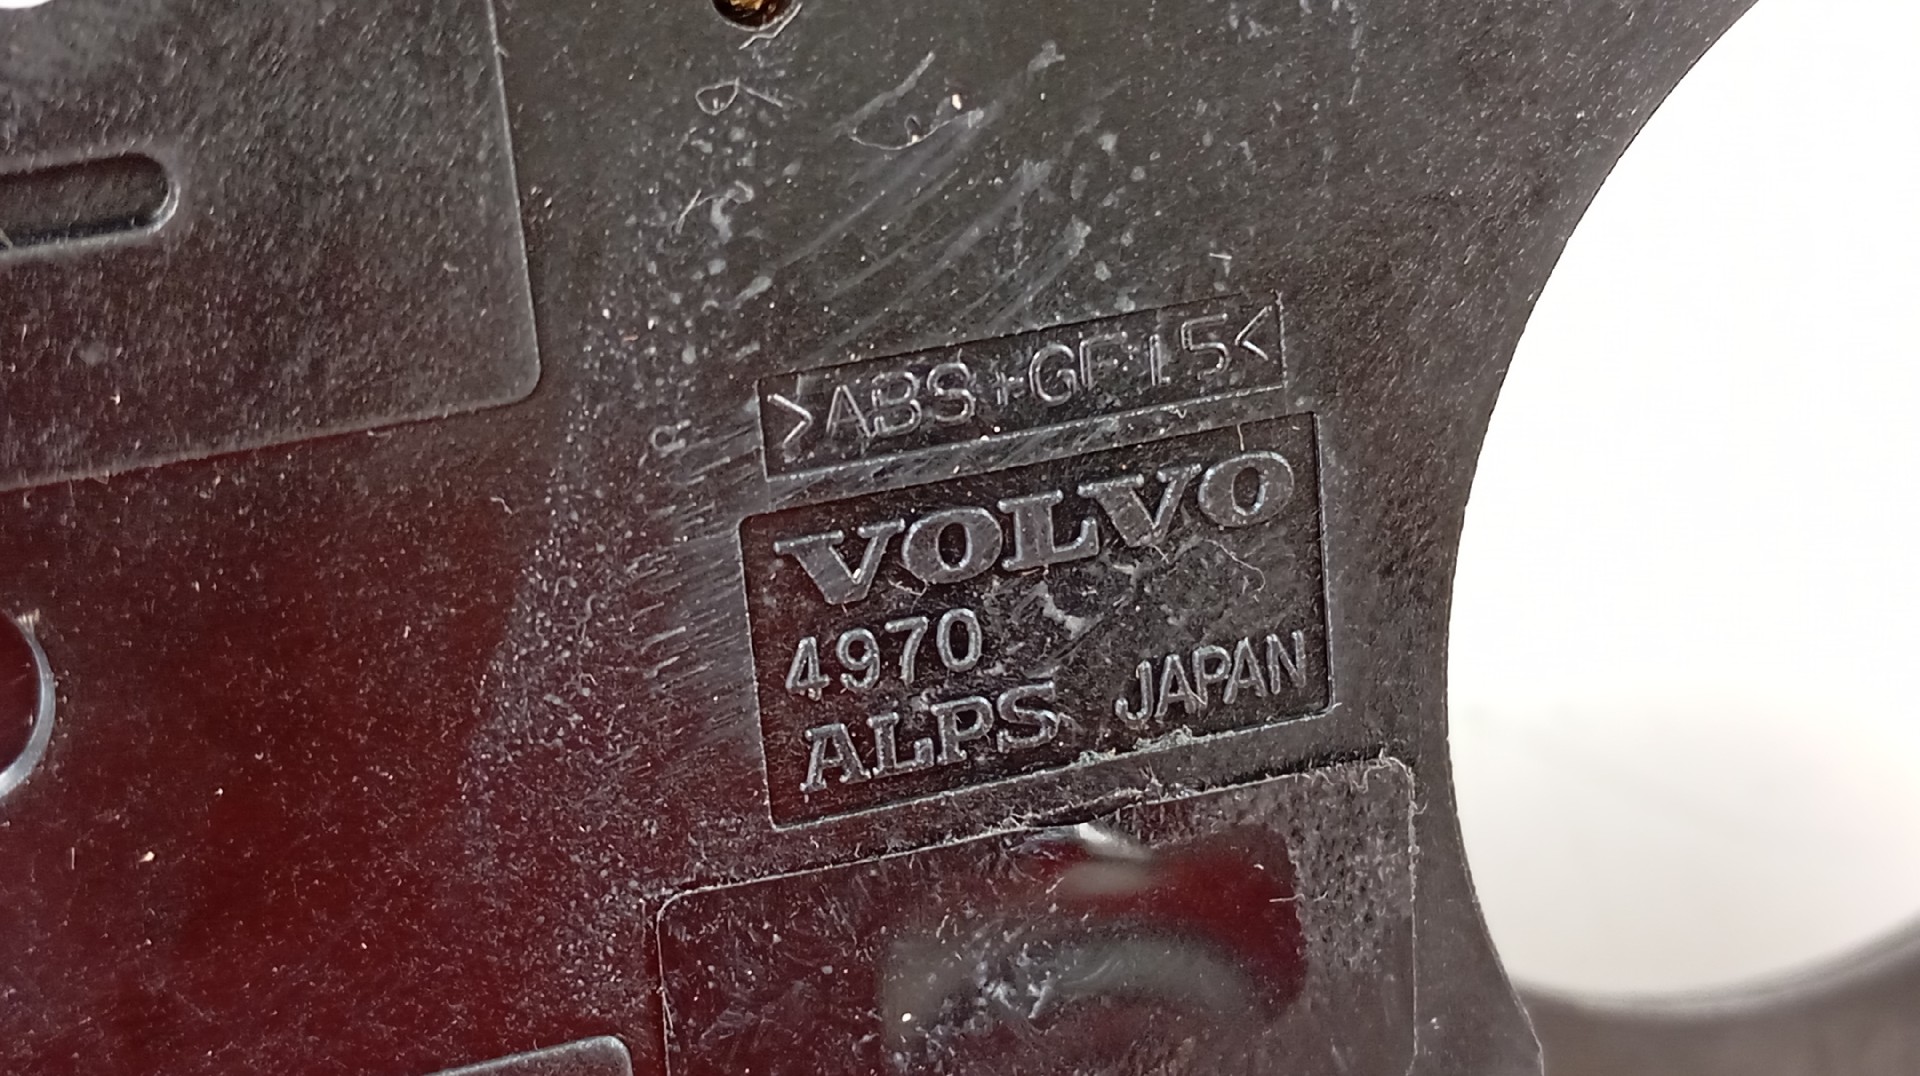 >ABS+GF15<
R
VOLVO
4970
ALPS JAPAN